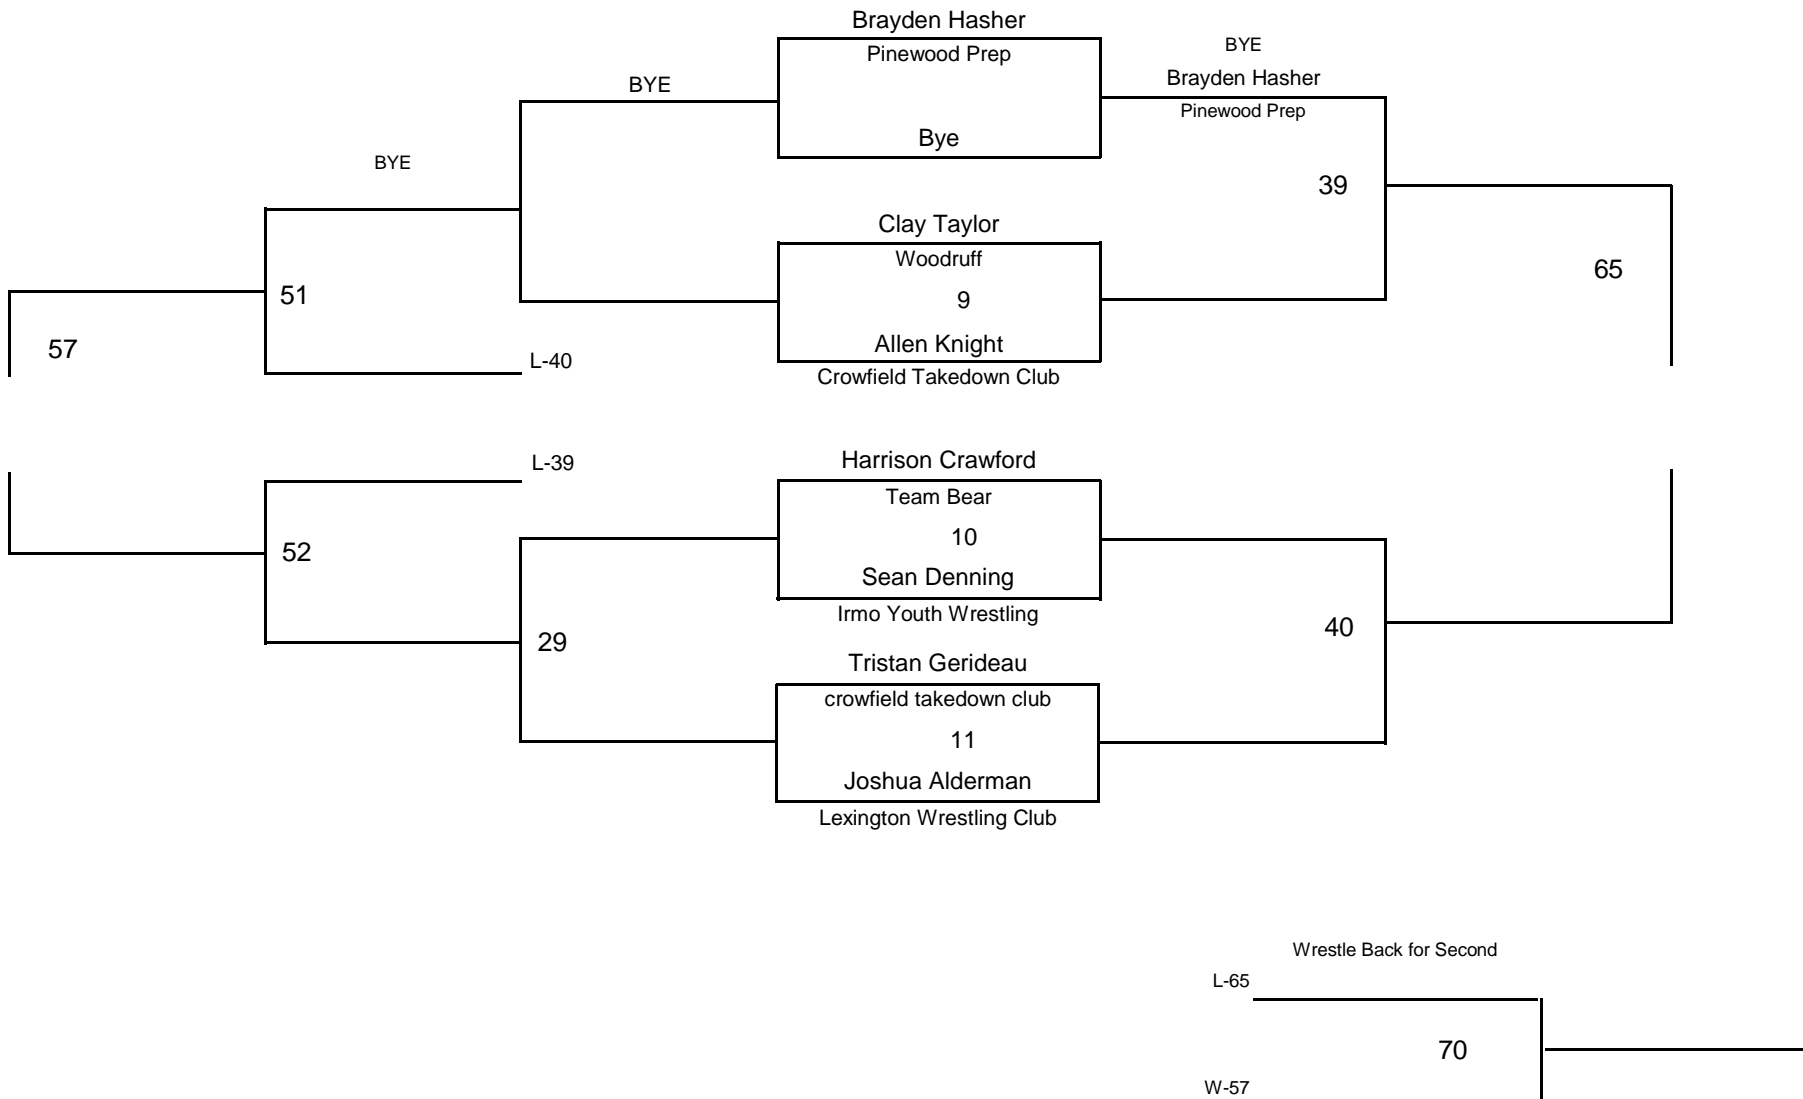 Brayden Hasher
Pinewood Prep
BYE
BYE
Brayden Hasher
Pinewood Prep
Bye
BYE
39
Clay Taylor
Woodruff
65
51
9
57
Allen Knight
L-40
Crowfield Takedown Club
L-39
Harrison Crawford
Team Bear
10
52
Sean Denning
Irmo Youth Wrestling
40
29
Tristan Gerideau
crowfield takedown club
11
Joshua Alderman
Lexington Wrestling Club
Wrestle Back for Second
L-65
70
W-57